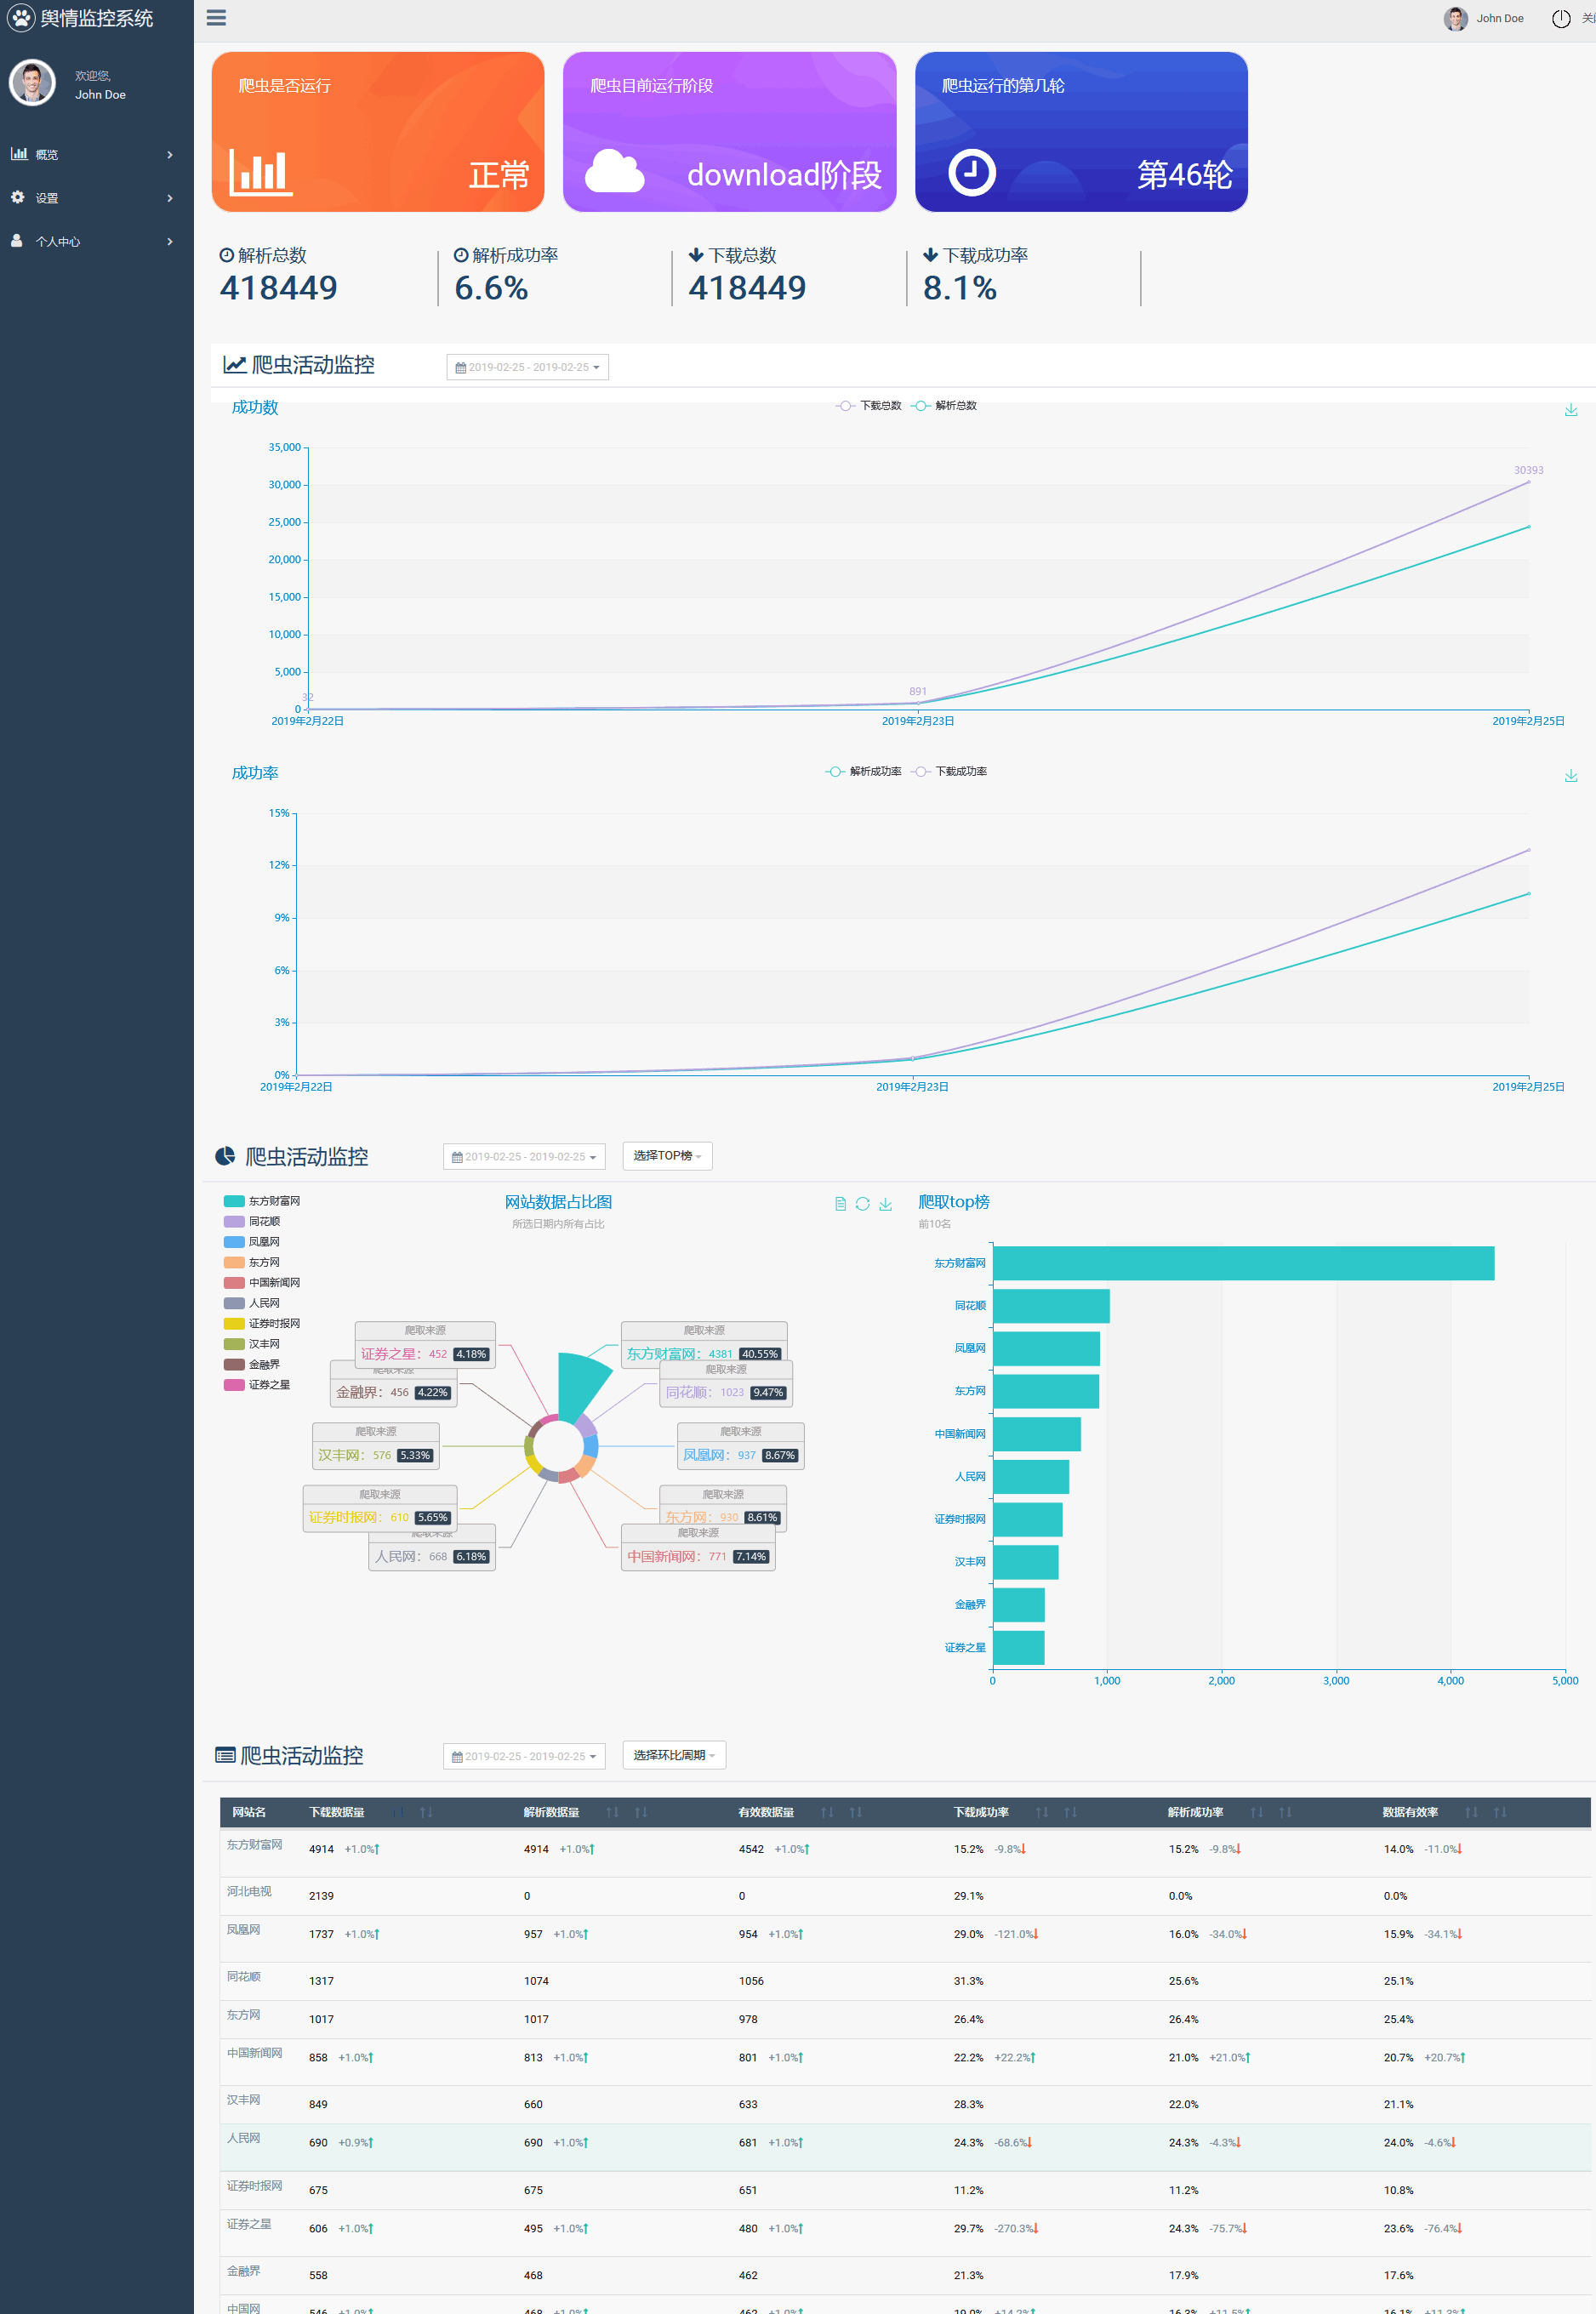 舆情监控系统
John Doe
欢迎您,
John Doe
概览
设置
个人中心
爬虫是否运行
正常
爬虫目前运行阶段
download阶段
爬虫运行的第几轮
第46轮
解析总数
418449
解析成功率
6.6%
下载总数
418449
下载成功率
8.1%
爬虫活动监控
2019-02-25 - 2019-02-25
成功数
下载总数 解析总数
35,000
30,000
25,000
20,000
15,000
10,000
5,000
0
32
891
30393
2019年2月22日
2019年2月23日
2019年2月25日
成功率
解析成功率 下载成功率
15%
12%
9%
6%
3%
0%
2019年2月22日
2019年2月23日
2019年2月25日
爬虫活动监控
2019-02-25 - 2019-02-25
选择TOP榜
东方财富网
同花顺
凤凰网
东方网
中国新闻网
人民网
证券时报网
汉丰网
金融界
证券之星
网站数据占比图
所选日期内所有占比
爬取来源
证券之星: 452 4.18%
爬取来源
金融界: 456 4.22%
爬取来源
汉丰网: 576 5.33%
爬取来源
证券时报网: 610 5.65%
爬取来源
人民网: 668 6.18%
爬取来源
东方财富网: 4381 40.55%
爬取来源
同花顺: 1023 9.47%
爬取来源
凤凰网: 937 8.67%
爬取来源
东方网: 930 8.61%
爬取来源
中国新闻网: 771 7.14%
爬取top榜
前10名
东方财富网
同花顺
凤凰网
东方网
中国新闻网
人民网
证券时报网
汉丰网
金融界
证券之星
0 1,000 2,000 3,000 4,000 5,000
爬虫活动监控
2019-02-25 - 2019-02-25
选择环比周期
网站名 下载数据量 解析数据量 有效数据量 下载成功率 解析成功率 数据有效率
东方财富网 4914 +1.0% 4914 +1.0% 4542 +1.0% 15.2% -9.8% 15.2% -9.8% 14.0% -11.0%
河北电视 2139 0 0 29.1% 0.0% 0.0%
凤凰网 1737 +1.0% 957 +1.0% 954 +1.0% 29.0% -121.0% 16.0% -34.0% 15.9% -34.1%
同花顺 1317 1074 1056 31.3% 25.6% 25.1%
东方网 1017 1017 978 26.4% 26.4% 25.4%
中国新闻网 858 +1.0% 813 +1.0% 801 +1.0% 22.2% +22.2% 21.0% +21.0% 20.7% +20.7%
汉丰网 849 660 633 28.3% 22.0% 21.1%
人民网 690 +0.9% 690 +1.0% 681 +1.0% 24.3% -68.6% 24.3% -4.3% 24.0% -4.6%
证券时报网 675 675 651 11.2% 11.2% 10.8%
证券之星 606 +1.0% 495 +1.0% 480 +1.0% 29.7% -270.3% 24.3% -75.7% 23.6% -76.4%
金融界 558 468 462 21.3% 17.9% 17.6%
中国网